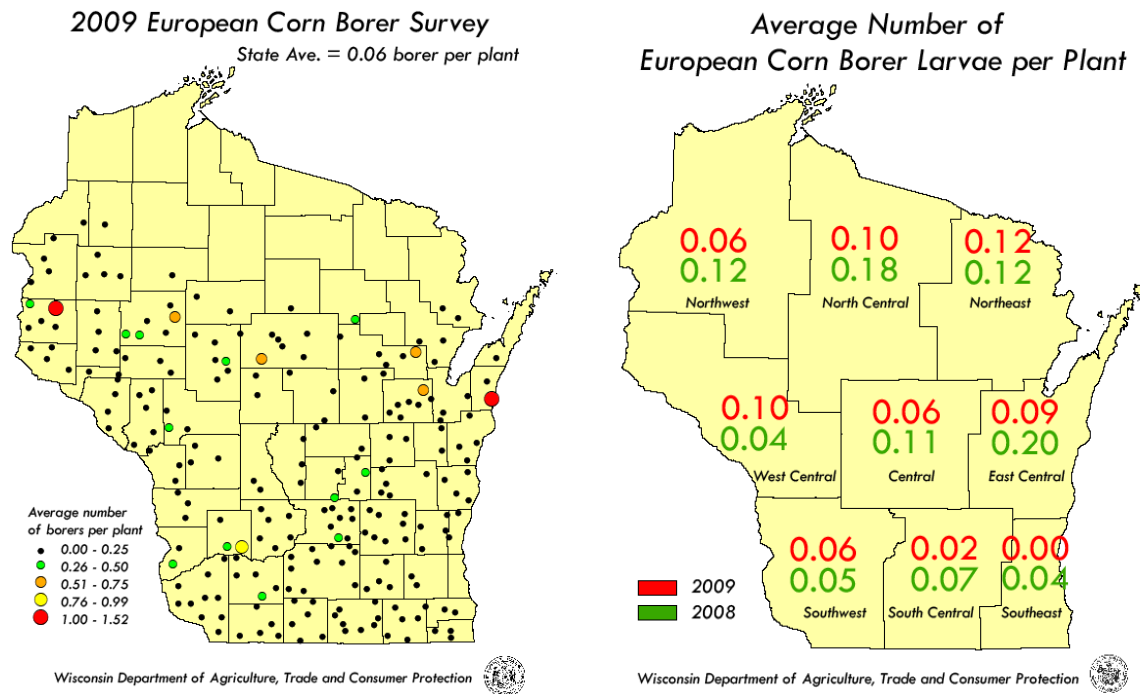 2009 European Corn Borer Survey
State Ave. = 0.06 borer per plant
Average number
of borers per plant
0.00 - 0.25
0.26 - 0.50
0.51 - 0.75
0.76 - 0.99
1.00 - 1.52
Wisconsin Department of Agriculture, Trade and Consumer Protection
Average Number of
European Corn Borer Larvae per Plant
0.06
0.12
Northwest
0.10
0.18
North Central
0.12
0.12
Northeast
0.10
0.04
West Central
0.06
0.11
Central
0.09
0.20
East Central
0.06
0.05
Southwest
0.02
0.07
South Central
0.00
0.04
Southeast
2009
2008
Wisconsin Department of Agriculture, Trade and Consumer Protection